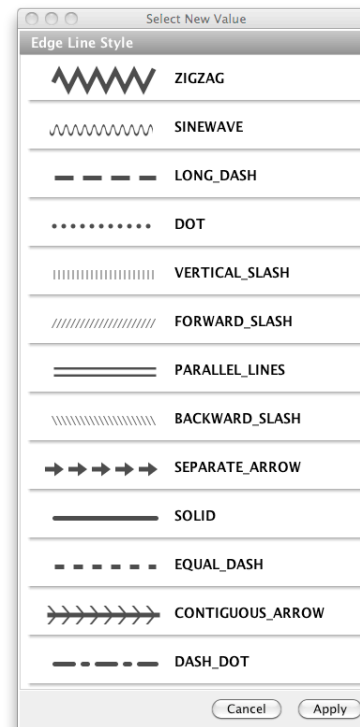 Select New Value
Edge Line Style
ZIGZAG
SINEWAVE
LONG_DASH
DOT
VERTICAL_SLASH
FORWARD_SLASH
PARALLEL_LINES
BACKWARD_SLASH
SEPARATE_ARROW
SOLID
EQUAL_DASH
CONTIGUOUS_ARROW
DASH_DOT
Cancel Apply